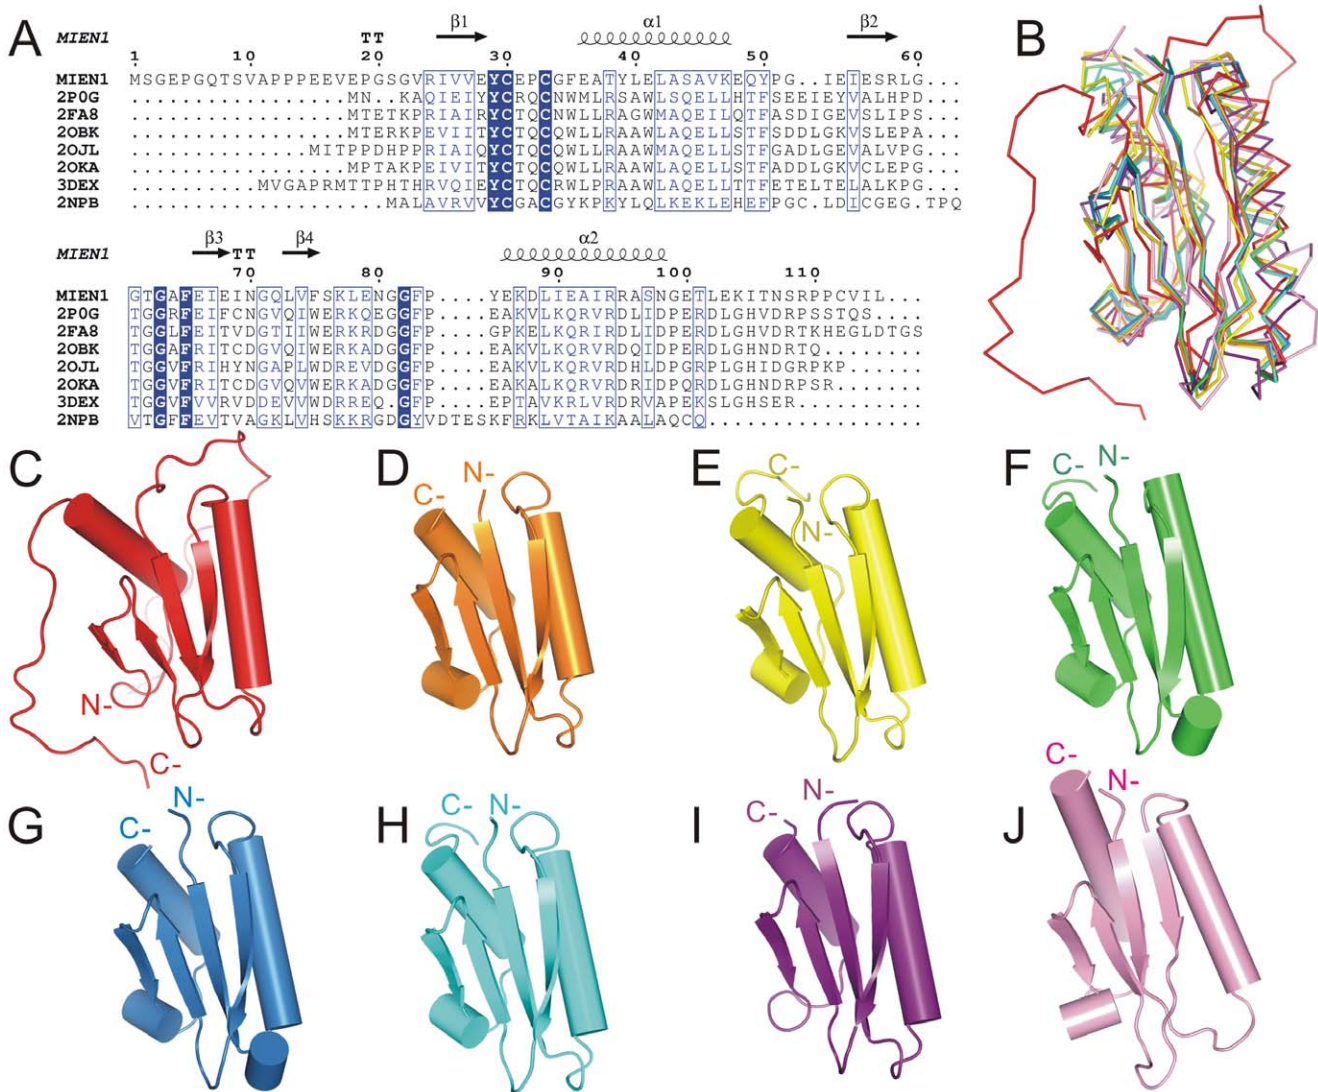 A
MIEN1 TT β1 α1 β2
1 10 20 30 40 50 60
MIEN1 MSGEPGQTSVAPPPEEVEPGSGVRIVVEYCEPCGFEATYLELASAVKEQYPG..IEIESRLG...
2P0G .................MN..KAQIEIYYCRQCNWMLRSAWLSQELLHTFSEEIEYVALHPD...
2FA8 .................MTETKPRIAIRYCTQCNWLLRAGWMAQEILQTFASDIGEVSLIPS...
2OBK .................MTERKPEVIITYCTQCQWLLRAAWLAQELLSTFSDDLGKVSLEPA...
2OJL ..............MITPPDHPPRIAIQYCTQCQWLLRAAWMAQELLSTFGADLGEVALVPG...
2OKA .................MPTAKPEIVITYCTQCQWLLRAAWLAQELLSTFADDLGKVCLEPG...
3DEX ..........MVGAPRMTTPHTHRVQIEYCTQCRWLPRAAWLAQELLTTFETELTELALKPG...
2NPB ....................MALAVRVVYCGACGYKPKYLQLKEKLEHEFPGC.LDICGEG.TPQ
MIEN1 β3 TT β4 α2
70 80 90 100 110
MIEN1 GTGAFEIEINGQLVFSKLENGGFP....YEKDLIEAIRRASNGETLEKITNSRPPCVIL...
2P0G TGGRFEIFCNGVQIWERKQEGGFP....EAKVLKQRVRDLIDPERDLGHVDRPSSTQS....
2FA8 TGGLFEITVDGTIIWERKRDGGFP....GPKELKQRIRDLIDPERDLGHVDRTKHEGLDTGS
2OBK TGGAFRITCDGVQIWERKADGGFP....EAKVLKQRVRDQIDPERDLGHNDRTQ........
2OJL TGGVFRIHYNGAPLWDREVDGGFP....EAKVLKQRVRDHLDPGRPLGHIDGRPKP......
2OKA TGGVFRITCDGVQVWERKADGGFP....EAKALKQRVRDRIDPQRDLGHNDRPSR.......
3DEX TGGVFVVRVDDEVVWDRREQ.GFP....EPTAVKRLVRDRVAPEKSLGHSER..........
2NPB VTGFFEVTVAGKLVHSKKRGDGYVDTESKFRKLVTAIKAALAQCQ.................
B
C
N-
C-
D
C-
N-
E
C-
N-
F
C-
N-
G
C-
N-
H
C-
N-
I
C-
N-
J
C-
N-